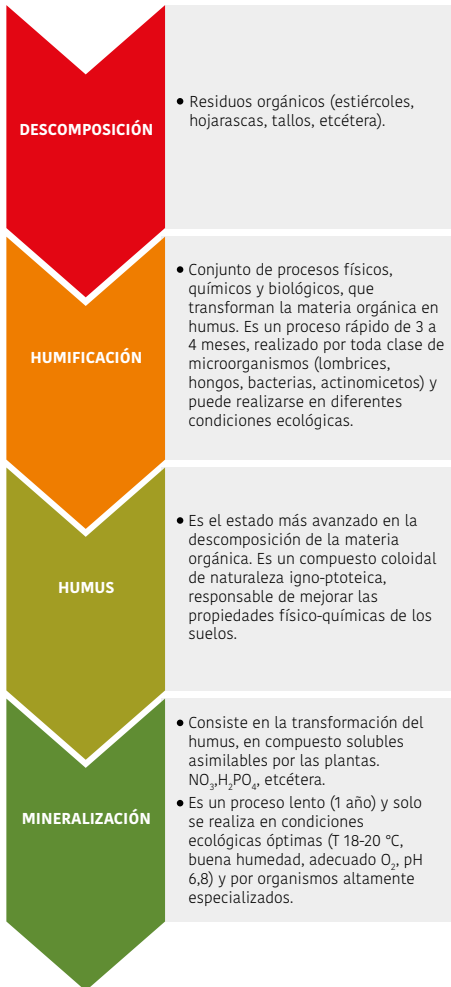 DESCOMPOSICIÓN
• Residuos orgánicos (estiércoles,
hojarascas, tallos, etcétera).
HUMIFICACIÓN
• Conjunto de procesos físicos,
químicos y biológicos, que
transforman la materia orgánica en
humus. Es un proceso rápido de 3 a
4 meses, realizado por toda clase de
microorganismos (lombrices,
hongos, bacterias, actinomicetos) y
puede realizarse en diferentes
condiciones ecológicas.
HUMUS
• Es el estado más avanzado en la
descomposición de la materia
orgánica. Es un compuesto coloidal
de naturaleza igno-ptoteica,
responsable de mejorar las
propiedades físico-químicas de los
suelos.
MINERALIZACIÓN
• Consiste en la transformación del
humus, en compuesto solubles
asimilables por las plantas.
NO₃,H₂PO₄, etcétera.
• Es un proceso lento (1 año) y solo
se realiza en condiciones
ecológicas óptimas (T 18-20 °C,
buena humedad, adecuado O₂, pH
6,8) y por organismos altamente
especializados.